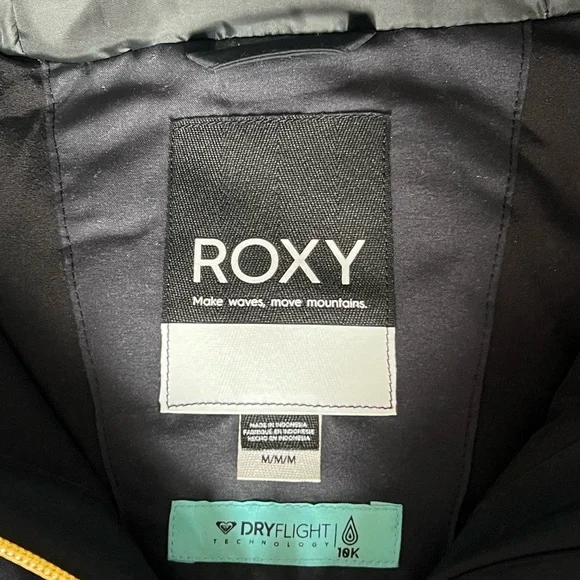 ROXY
Make waves, move mountains.
MADE IN INDONESIA
FABRIQUÉ EN INDONESIE
HECHO EN INDONESIA
M/M/M
DRYFLIGHT
TECHNOLOGY
10K